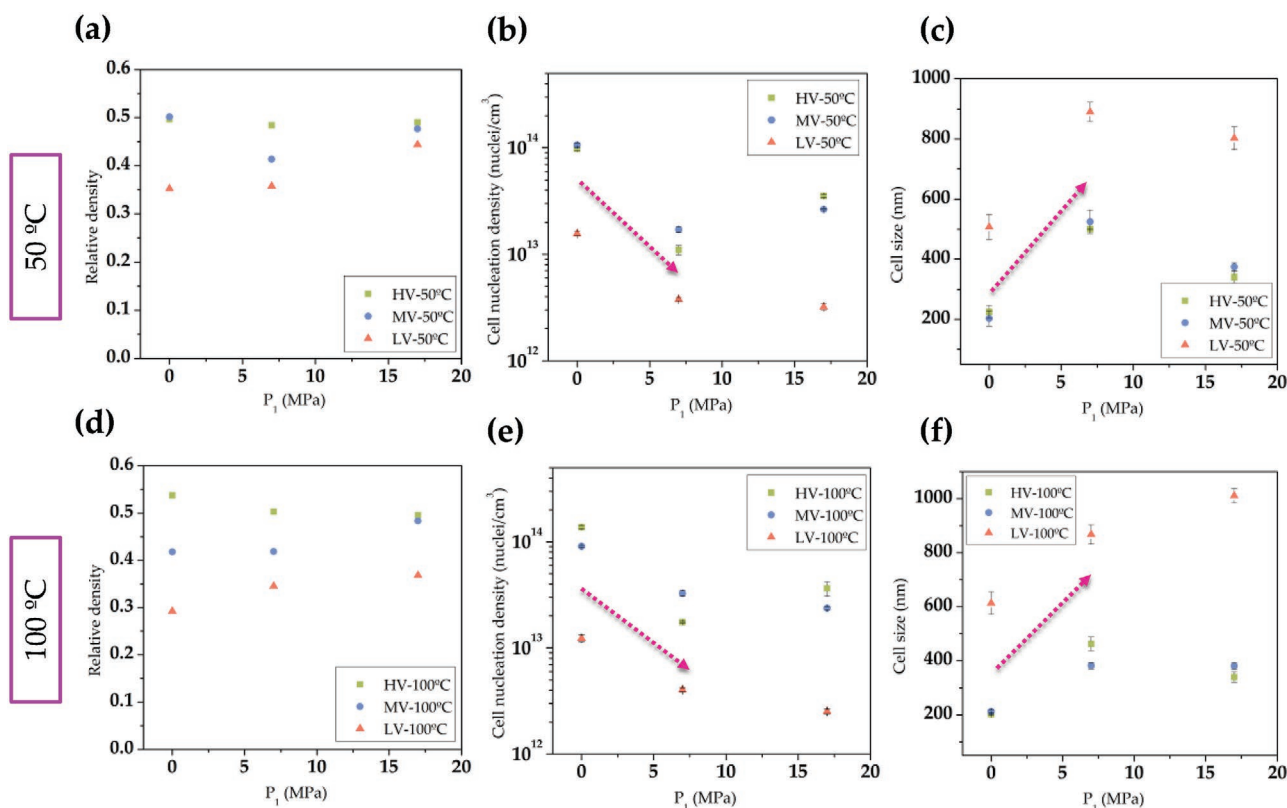 50 ºC
(a)
Relative density
0.6
0.5
0.4
0.3
0.2
0.1
0.0
0 5 10 15 20
P1 (MPa)
HV-50ºC
MV-50ºC
LV-50ºC
(b)
Cell nucleation density (nuclei/cm3)
10^14
10^13
10^12
0 5 10 15 20
P1 (MPa)
HV-50ºC
MV-50ºC
LV-50ºC
(c)
Cell size (nm)
1000
800
600
400
200
0 5 10 15 20
P1 (MPa)
HV-50ºC
MV-50ºC
LV-50ºC
100 ºC
(d)
Relative density
0.6
0.5
0.4
0.3
0.2
0.1
0.0
0 5 10 15 20
P1 (MPa)
HV-100ºC
MV-100ºC
LV-100ºC
(e)
Cell nucleation density (nuclei/cm3)
10^14
10^13
10^12
0 5 10 15 20
P1 (MPa)
HV-100ºC
MV-100ºC
LV-100ºC
(f)
Cell size (nm)
1000
800
600
400
200
0 5 10 15 20
P1 (MPa)
HV-100ºC
MV-100ºC
LV-100ºC